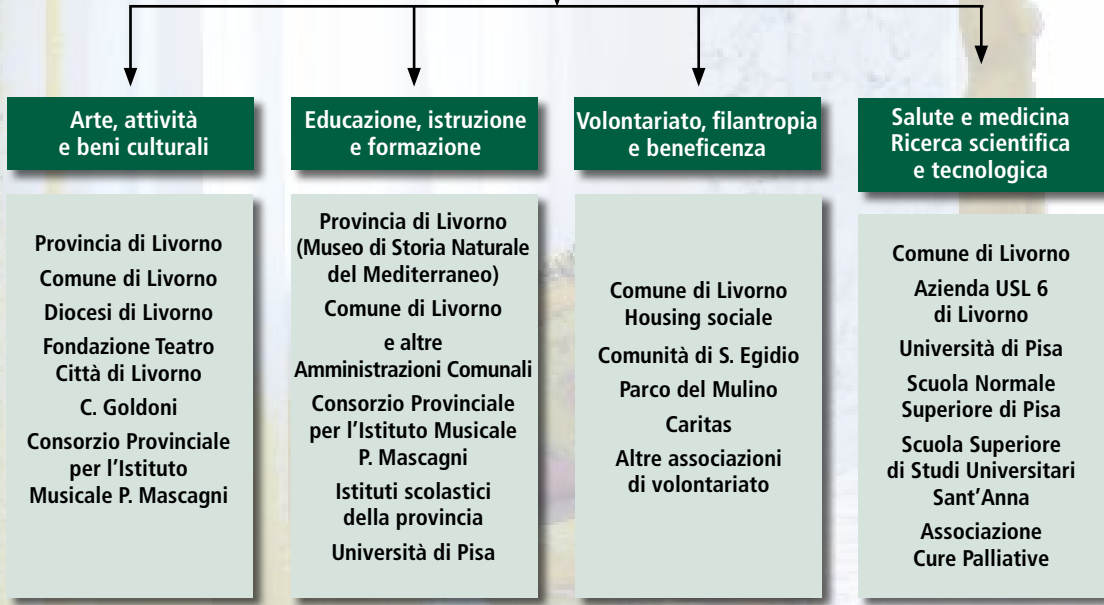 Arte, attività
e beni culturali
Provincia di Livorno
Comune di Livorno
Diocesi di Livorno
Fondazione Teatro
Città di Livorno
C. Goldoni
Consorzio Provinciale
per l'Istituto
Musicale P. Mascagni
Educazione, istruzione
e formazione
Provincia di Livorno
(Museo di Storia Naturale
del Mediterraneo)
Comune di Livorno
e altre
Amministrazioni Comunali
Consorzio Provinciale
per l'Istituto Musicale
P. Mascagni
Istituti scolastici
della provincia
Università di Pisa
Volontariato, filantropia
e beneficenza
Comune di Livorno
Housing sociale
Comunità di S. Egidio
Parco del Mulino
Caritas
Altre associazioni
di volontariato
Salute e medicina
Ricerca scientifica
e tecnologica
Comune di Livorno
Azienda USL 6
di Livorno
Università di Pisa
Scuola Normale
Superiore di Pisa
Scuola Superiore
di Studi Universitari
Sant'Anna
Associazione
Cure Palliative